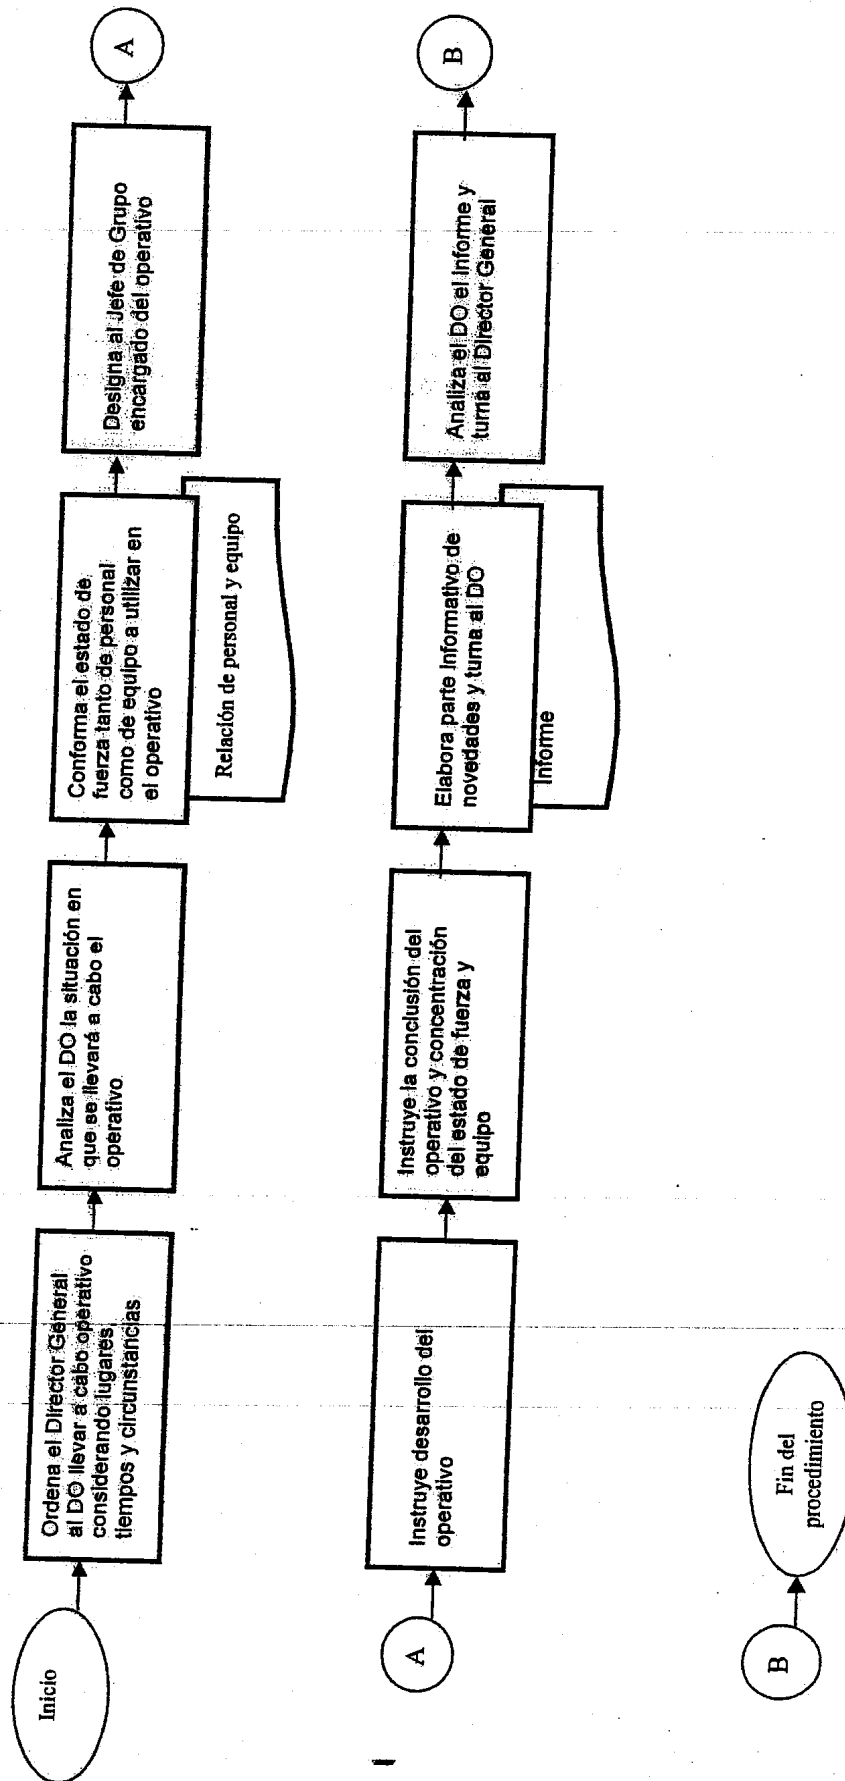 Inicio
Ordena el Director General
al DO llevar a cabo operativo
considerando lugares,
tiempos y circunstancias
Analiza el DO la situación en
que se llevará a cabo el
operativo
Conforma el estado de
fuerza tanto de personal
como de equipo a utilizar en
el operativo
Relación de personal y equipo
Designa al Jefe de Grupo
encargado del operativo
A
A
Instruye desarrollo del
operativo
Instruye la conclusión del
operativo y concentración
del estado de fuerza y
equipo
Elabora parte Informativo de
novedades y turna al DO
Informe
Analiza el DO el Informe y
turna al Director General
B
B
Fin del
procedimiento